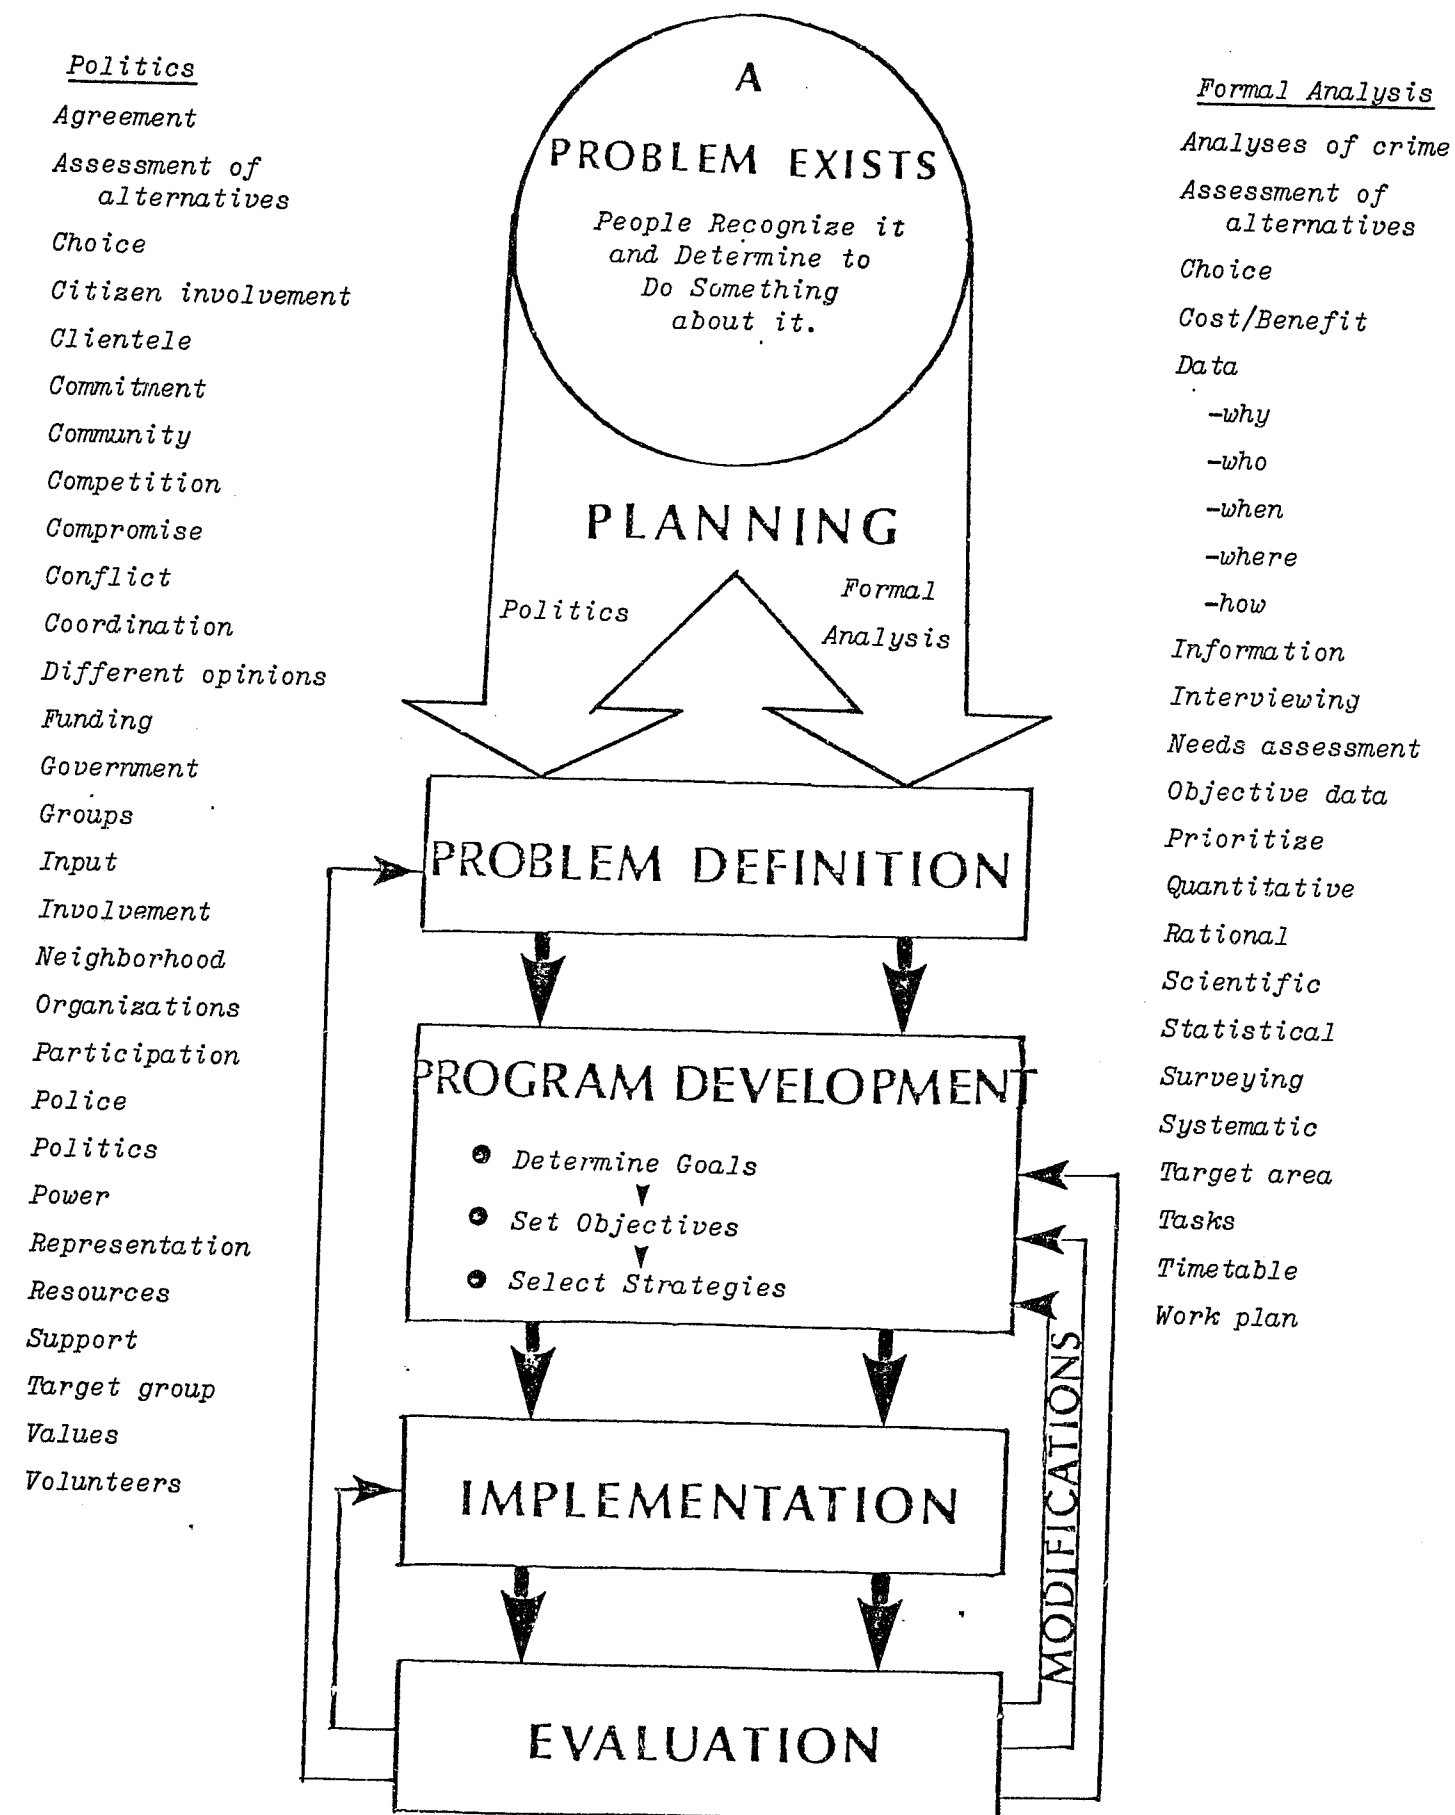 Politics
Agreement
Assessment of
alternatives
Choice
Citizen involvement
Clientele
Commitment
Community
Competition
Compromise
Conflict
Coordination
Different opinions
Funding
Government
Groups
Input
Involvement
Neighborhood
Organizations
Participation
Police
Politics
Power
Representation
Resources
Support
Target group
Values
Volunteers
A
PROBLEM EXISTS
People Recognize it
and Determine to
Do Something
about it.
PLANNING
Politics
Formal
Analysis
PROBLEM DEFINITION
PROGRAM DEVELOPMENT
Determine Goals
Set Objectives
Select Strategies
IMPLEMENTATION
EVALUATION
MODIFICATIONS
Formal Analysis
Analyses of crime
Assessment of
alternatives
Choice
Cost/Benefit
Data
-why
-who
-when
-where
-how
Information
Interviewing
Needs assessment
Objective data
Prioritize
Quantitative
Rational
Scientific
Statistical
Surveying
Systematic
Target area
Tasks
Timetable
Work plan